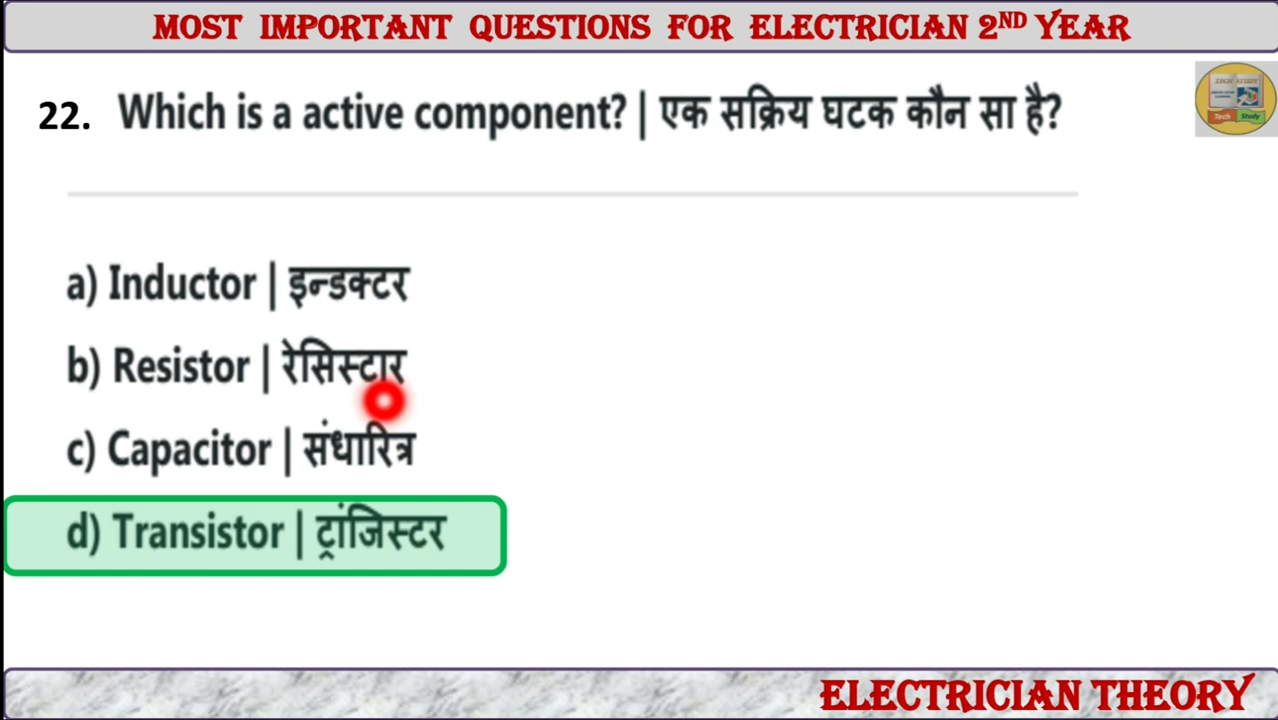 MOST IMPORTANT QUESTIONS FOR ELECTRICIAN 2ND YEAR
22. Which is a active component? | एक सक्रिय घटक कौन सा है?
Tech Study
a) Inductor | इन्डक्टर
b) Resistor | रेसिस्टार
c) Capacitor | संधारित्र
d) Transistor | ट्रांजिस्टर
ELECTRICIAN THEORY